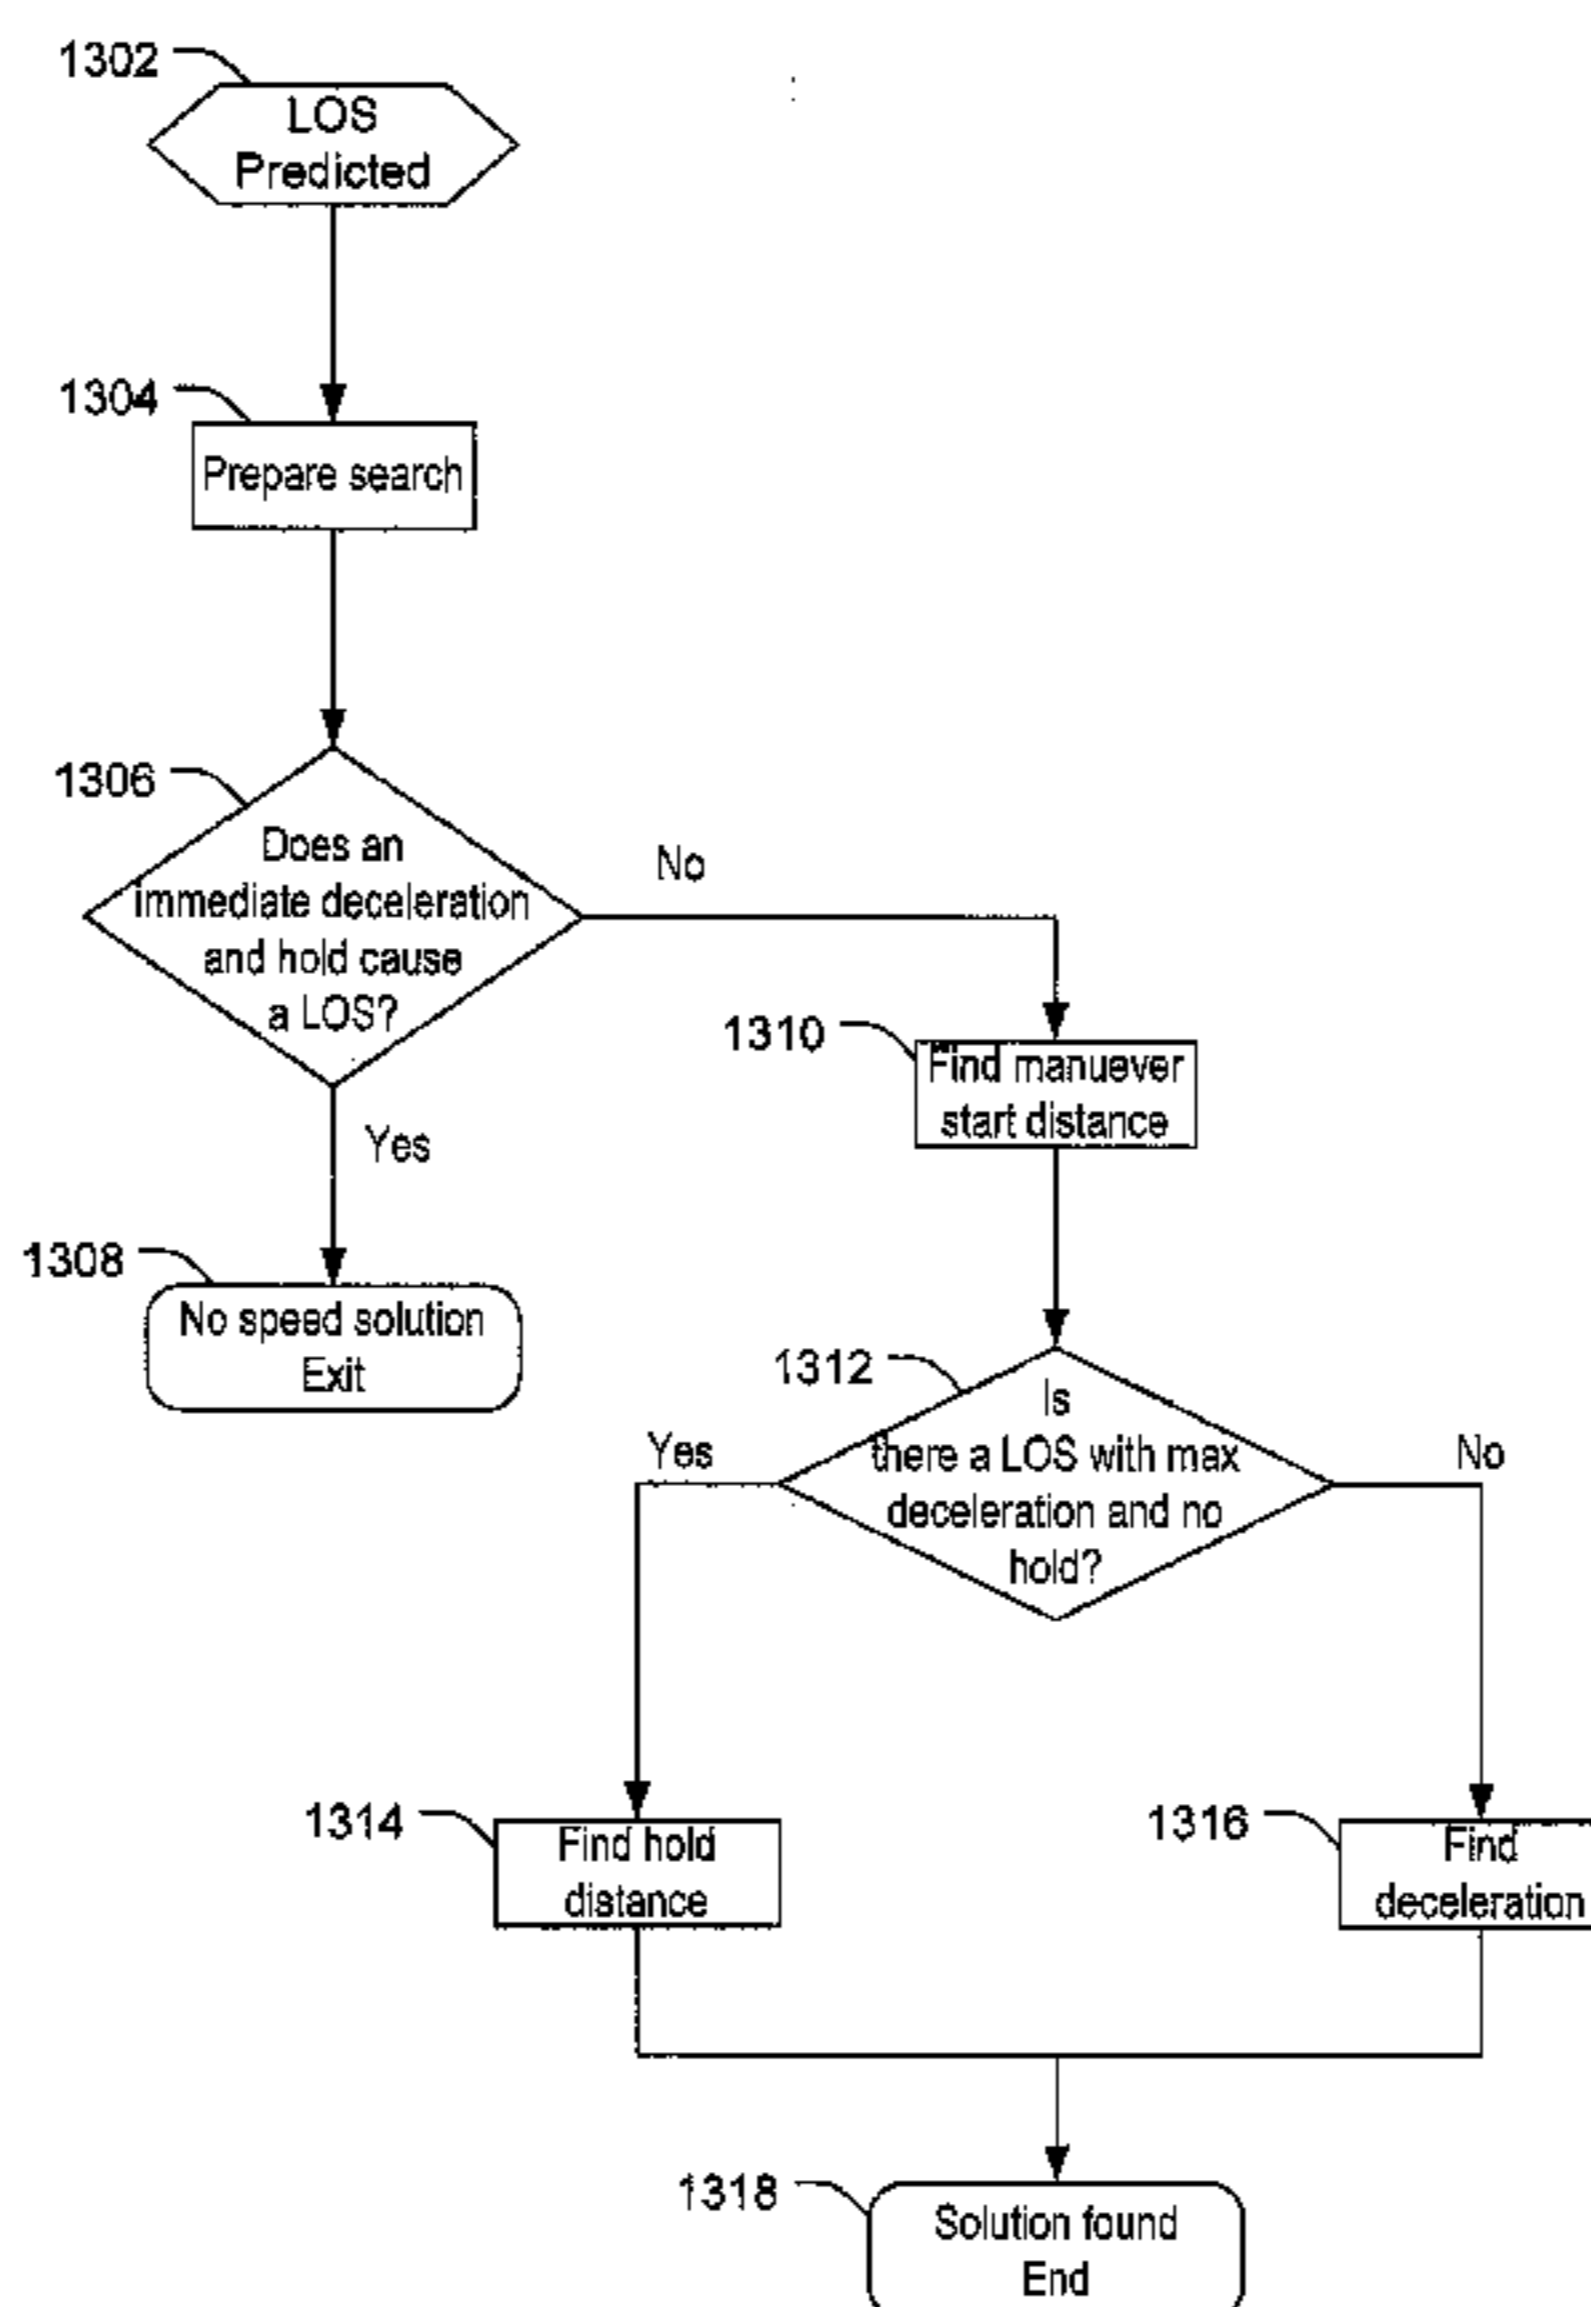 1302
LOS
Predicted
1304
Prepare search
1306
Does an
immediate deceleration
and hold cause
a LOS?
No
Yes
1308
No speed solution
Exit
1310
Find manuever
start distance
1312
Is
there a LOS with max
deceleration and no
hold?
Yes
No
1314
Find hold
distance
1316
Find
deceleration
1318
Solution found
End